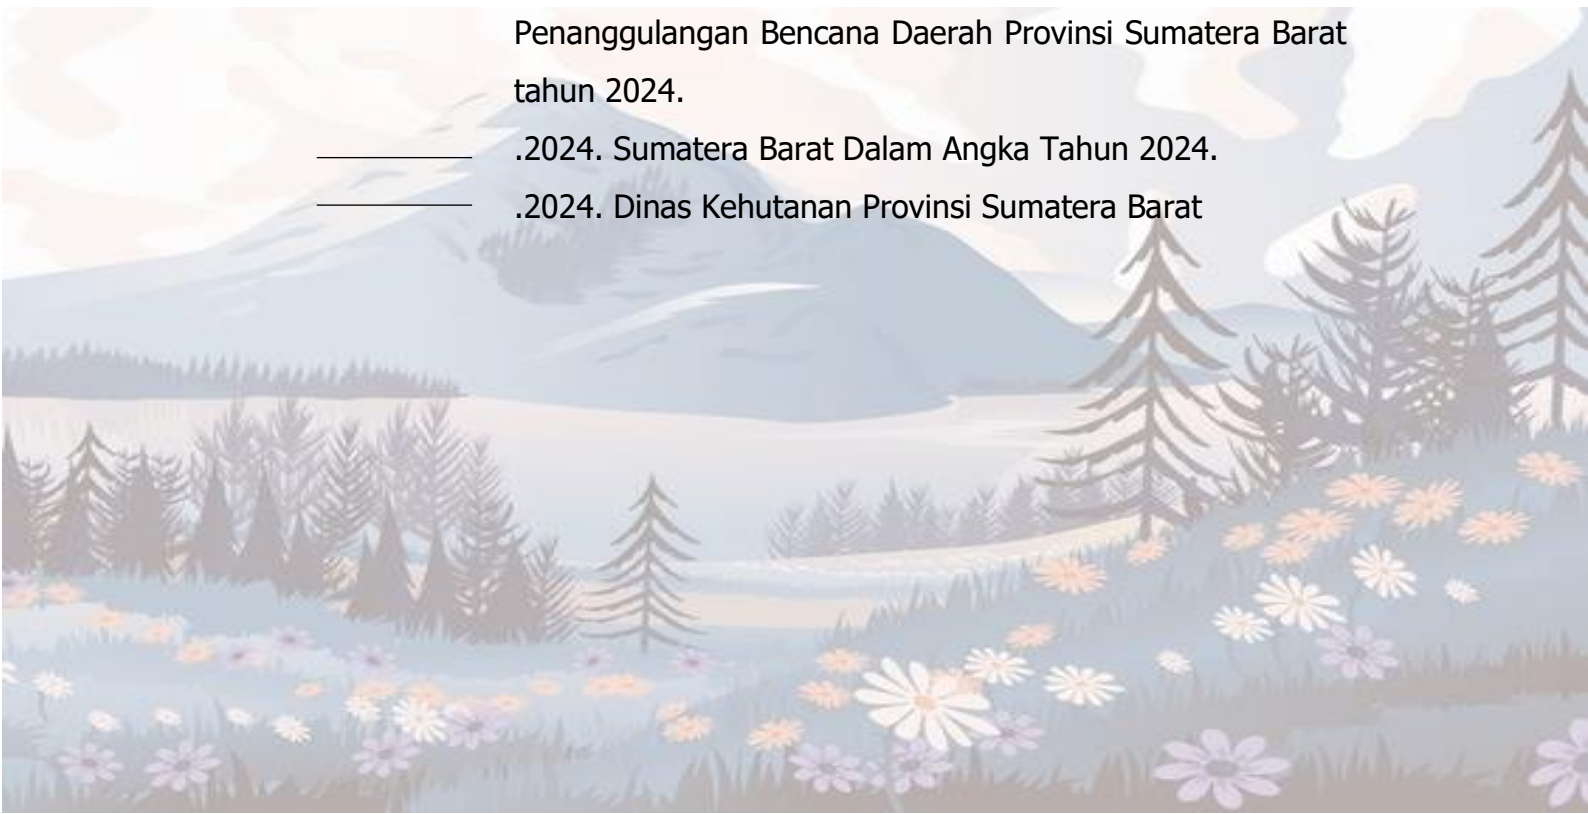 Penanggulangan Bencana Daerah Provinsi Sumatera Barat
tahun 2024.
.2024. Sumatera Barat Dalam Angka Tahun 2024.
.2024. Dinas Kehutanan Provinsi Sumatera Barat